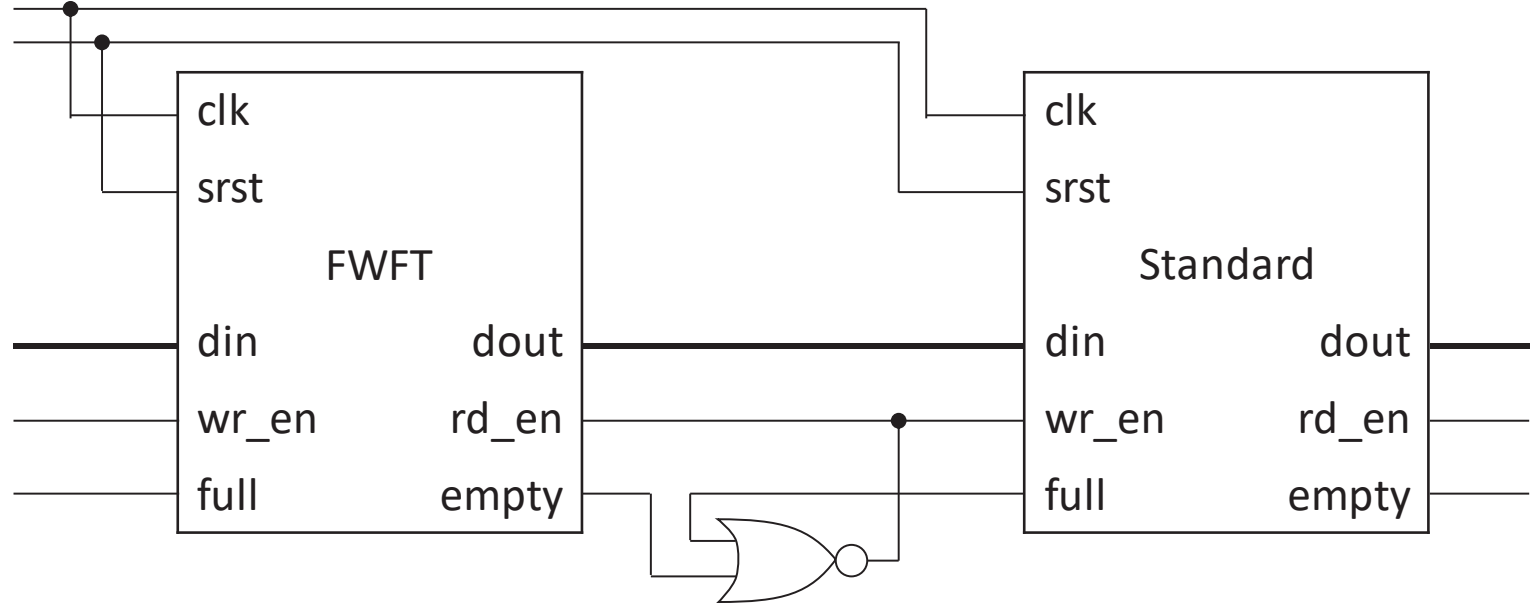 clk
srst
FWFT
din dout
wr_en rd_en
full empty
clk
srst
Standard
din dout
wr_en rd_en
full empty